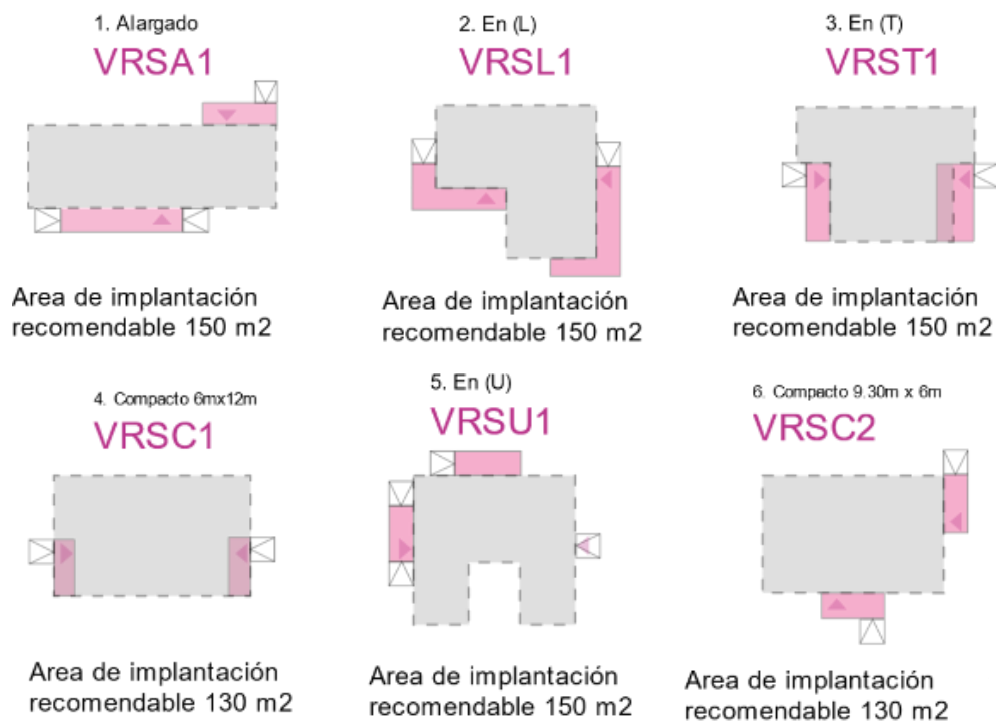 1. Alargado
VRSA1
Area de implantación
recomendable 150 m2
2. En (L)
VRSL1
Area de implantación
recomendable 150 m2
3. En (T)
VRST1
Area de implantación
recomendable 150 m2
4. Compacto 6mx12m
VRSC1
Area de implantación
recomendable 130 m2
5. En (U)
VRSU1
Area de implantación
recomendable 150 m2
6. Compacto 9.30m x 6m
VRSC2
Area de implantación
recomendable 130 m2